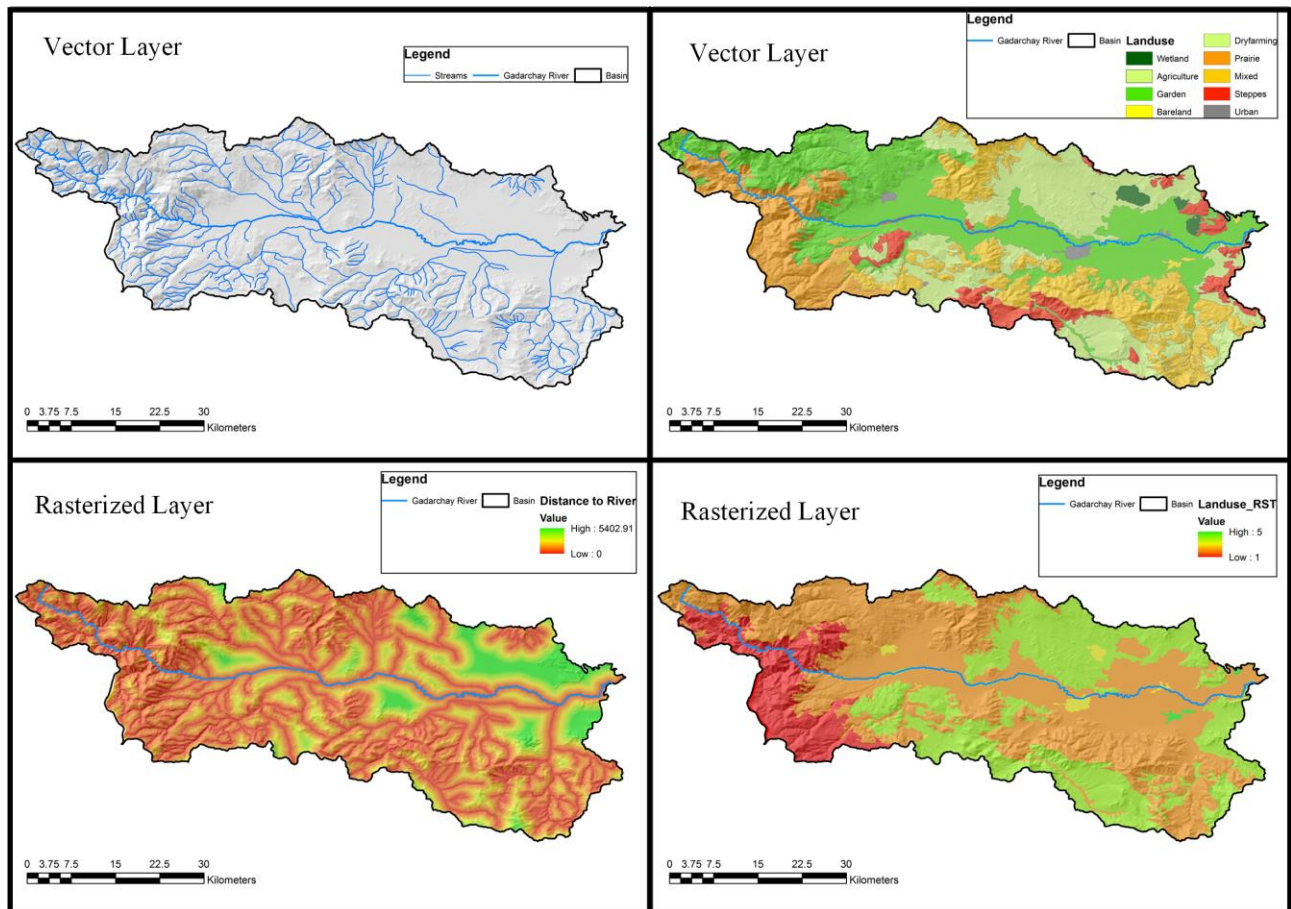 Vector Layer
Legend
Streams Gadarchay River Basin
0 3.75 7.5 15 22.5 30
Kilometers
Vector Layer
Legend
Gadarchay River Basin Landuse
Wetland
Agriculture
Garden
Bareland
Dryfarming
Prairie
Mixed
Steppes
Urban
0 3.75 7.5 15 22.5 30
Kilometers
Rasterized Layer
Legend
Gadarchay River Basin Distance to River
Value
High : 5402.91
Low : 0
0 3.75 7.5 15 22.5 30
Kilometers
Rasterized Layer
Legend
Gadarchay River Basin Landuse_RST
Value
High : 5
Low : 1
0 3.75 7.5 15 22.5 30
Kilometers